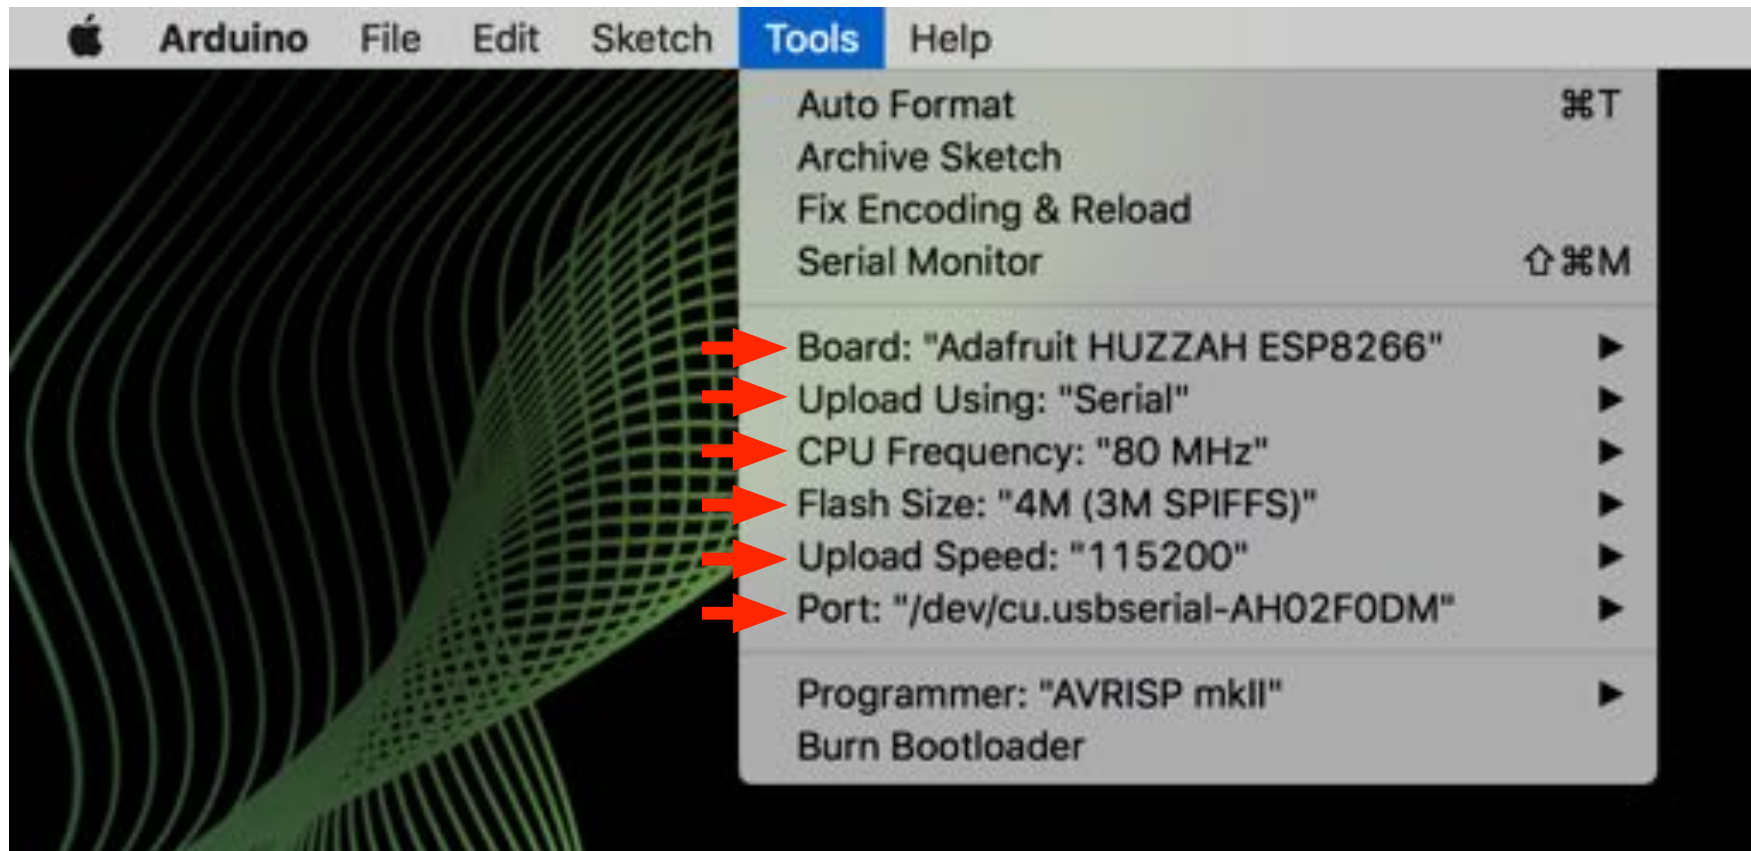 Arduino File Edit Sketch Tools Help
Auto Format ⌘T
Archive Sketch
Fix Encoding & Reload
Serial Monitor ⇧⌘M
Board: "Adafruit HUZZAH ESP8266" ▶
Upload Using: "Serial" ▶
CPU Frequency: "80 MHz" ▶
Flash Size: "4M (3M SPIFFS)" ▶
Upload Speed: "115200" ▶
Port: "/dev/cu.usbserial-AH02F0DM" ▶
Programmer: "AVRISP mkII" ▶
Burn Bootloader